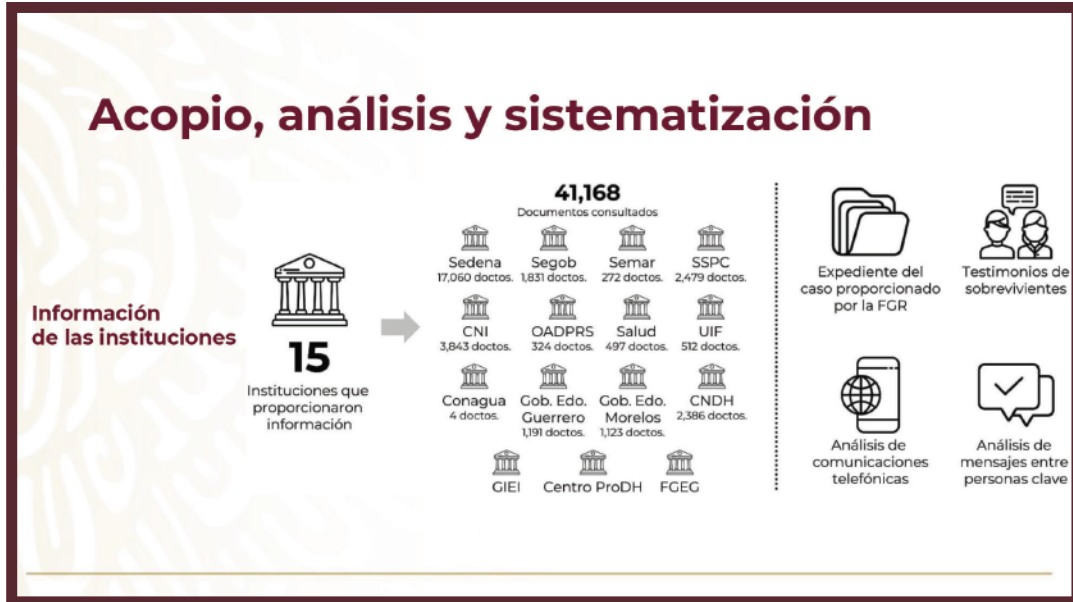 Acopio, análisis y sistematización
Información
de las instituciones
15
Instituciones que
proporcionaron
información
41,168
Documentos consultados
Sedena
17,060 doctos.
Segob
1,831 doctos.
Semar
272 doctos.
SSPC
2,479 doctos.
CNI
3,843 doctos.
OADPRS
324 doctos.
Salud
497 doctos.
UIF
512 doctos.
Conagua
4 doctos.
Gob. Edo.
Guerrero
1,191 doctos.
Gob. Edo.
Morelos
1,123 doctos.
CNDH
2,386 doctos.
GIEI
Centro ProDH
FGEG
Expediente del
caso proporcionado
por la FGR
Testimonios de
sobrevivientes
Análisis de
comunicaciones
telefónicas
Análisis de
mensajes entre
personas clave